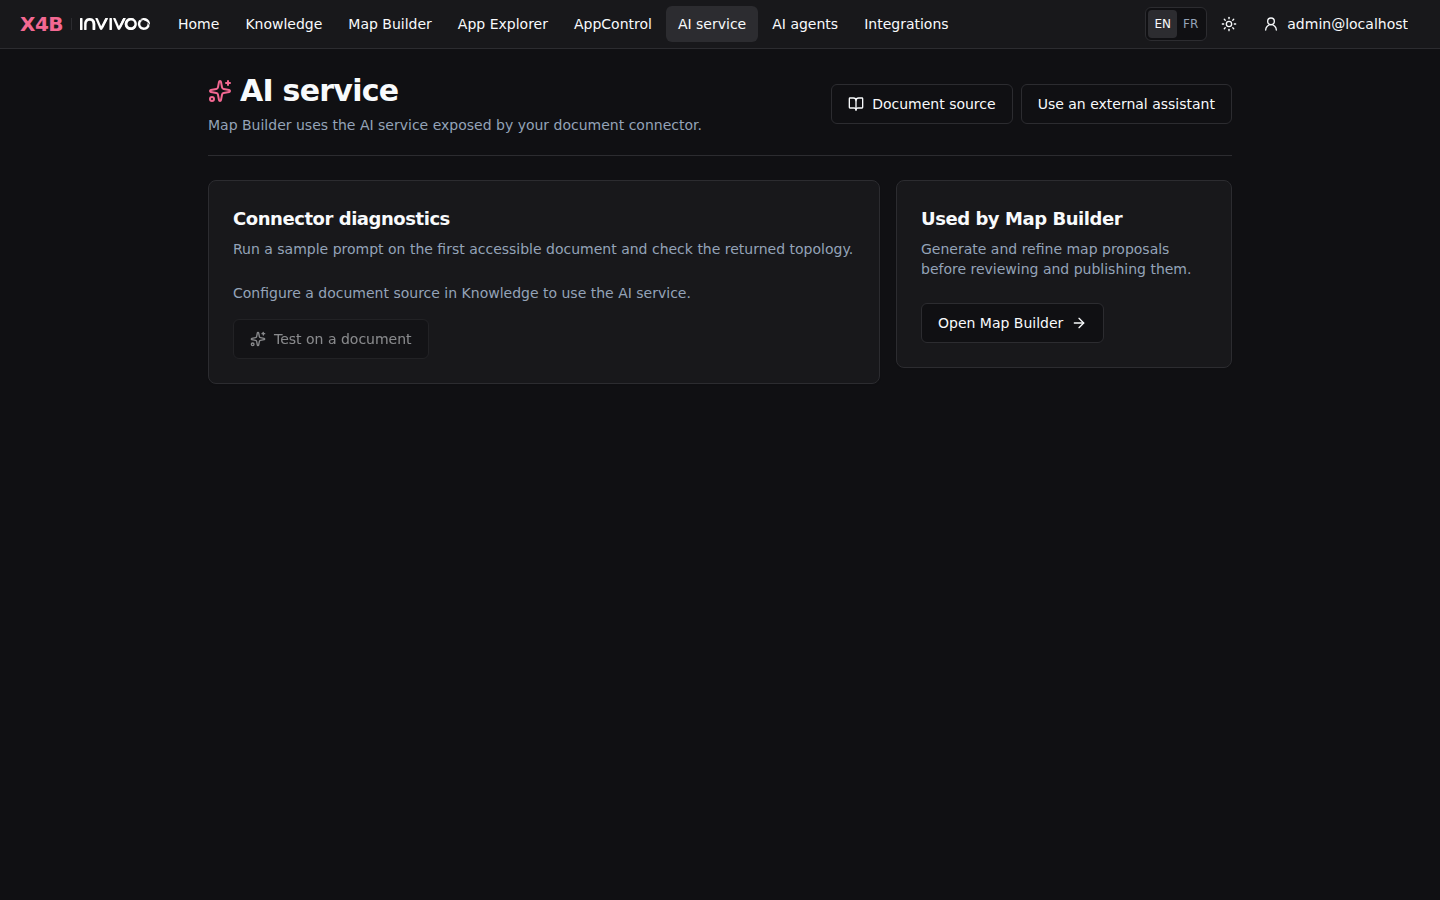 X4B INVIVOO Home Knowledge Map Builder App Explorer AppControl AI service AI agents Integrations EN FR admin@localhost
AI service
Document source Use an external assistant
Map Builder uses the AI service exposed by your document connector.
Connector diagnostics
Run a sample prompt on the first accessible document and check the returned topology.
Configure a document source in Knowledge to use the AI service.
Test on a document
Used by Map Builder
Generate and refine map proposals
before reviewing and publishing them.
Open Map Builder